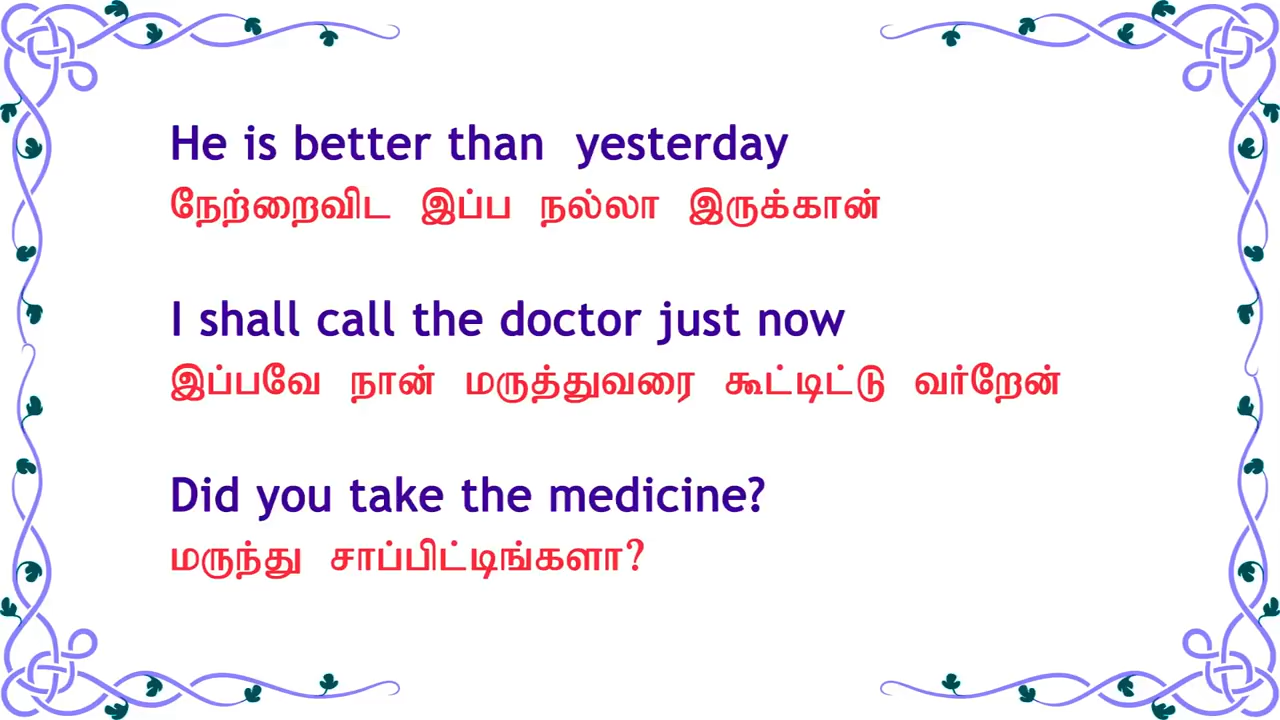 He is better than yesterday
நேற்றைவிட இப்ப நல்லா இருக்கான்
I shall call the doctor just now
இப்பவே நான் மருத்துவரை கூட்டிட்டு வர்றேன்
Did you take the medicine?
மருந்து சாப்பிட்டிங்களா?